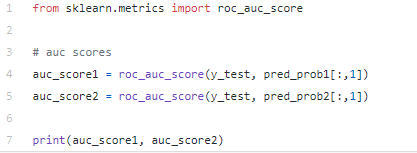 1 from sklearn.metrics import roc_auc_score
2
3 # auc scores
4 auc_score1 = roc_auc_score(y_test, pred_prob1[:,1])
5 auc_score2 = roc_auc_score(y_test, pred_prob2[:,1])
6
7 print(auc_score1, auc_score2)